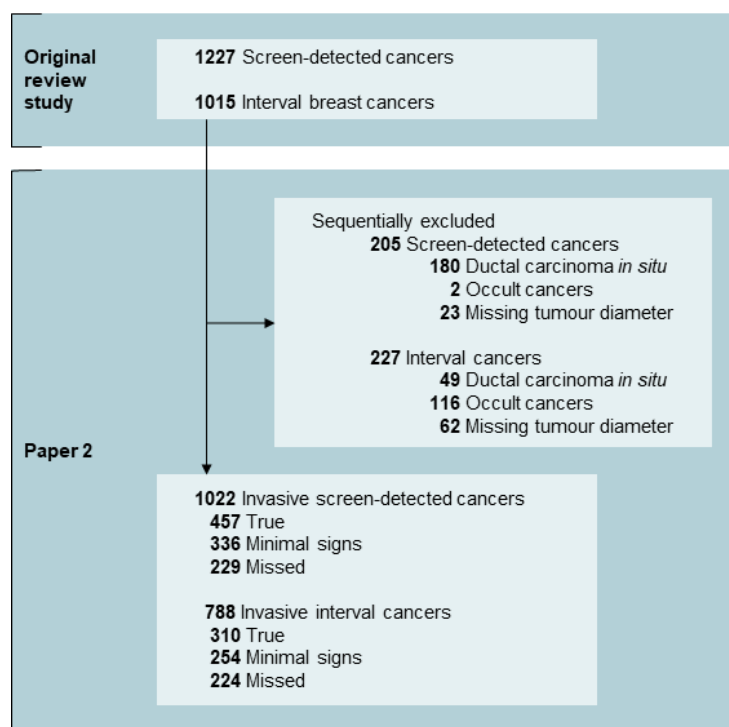 Original
review
study
1227 Screen-detected cancers
1015 Interval breast cancers
Sequentially excluded
205 Screen-detected cancers
180 Ductal carcinoma in situ
2 Occult cancers
23 Missing tumour diameter
227 Interval cancers
49 Ductal carcinoma in situ
116 Occult cancers
62 Missing tumour diameter
Paper 2
1022 Invasive screen-detected cancers
457 True
336 Minimal signs
229 Missed
788 Invasive interval cancers
310 True
254 Minimal signs
224 Missed